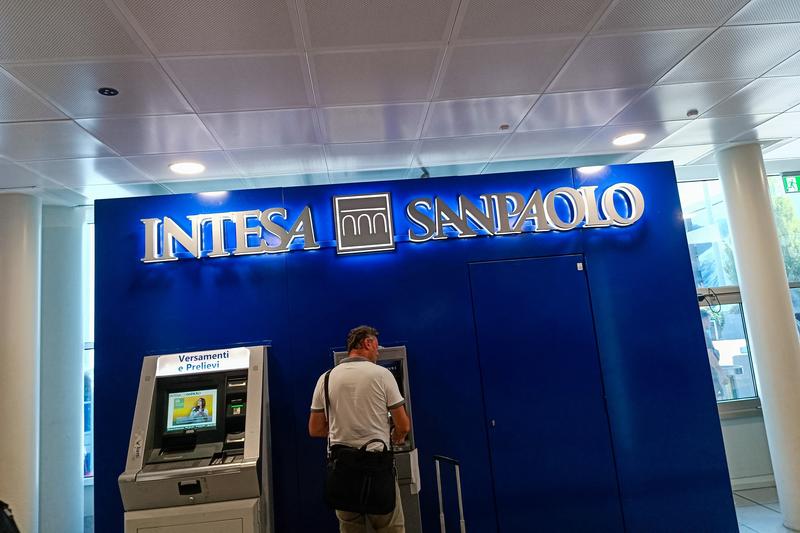 INTESA SANPAOLO
Versamenti
e Prelievi